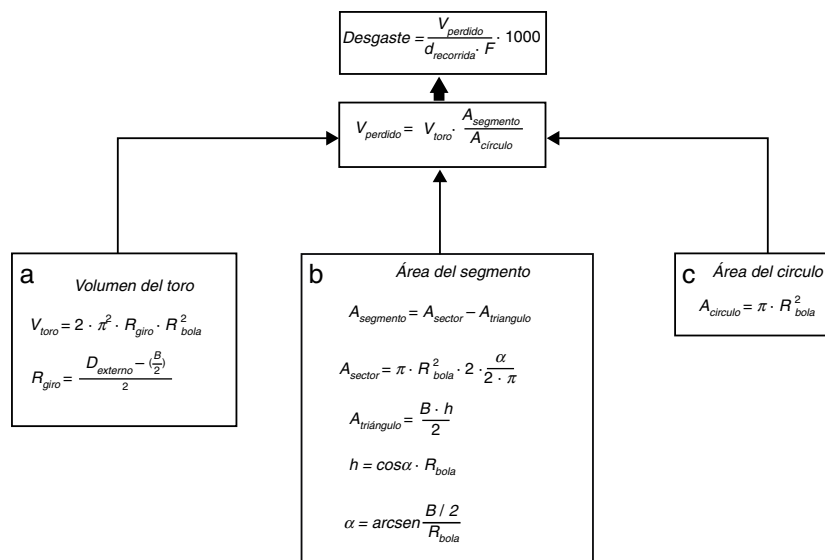 Desgaste = V_perdido / d_recorrida · F · 1000
V_perdido = V_toro · A_segmento / A_círculo
a
Volumen del toro
V_toro = 2 · π² · R_giro · R²_bola
R_giro = D_externo − (B/2) / 2
b
Área del segmento
A_segmento = A_sector − A_triangulo
A_sector = π · R²_bola · 2 · α / 2 · π
A_triángulo = B · h / 2
h = cosα · R_bola
α = arcsen B / 2 / R_bola
c
Área del circulo
A_circulo = π · R²_bola